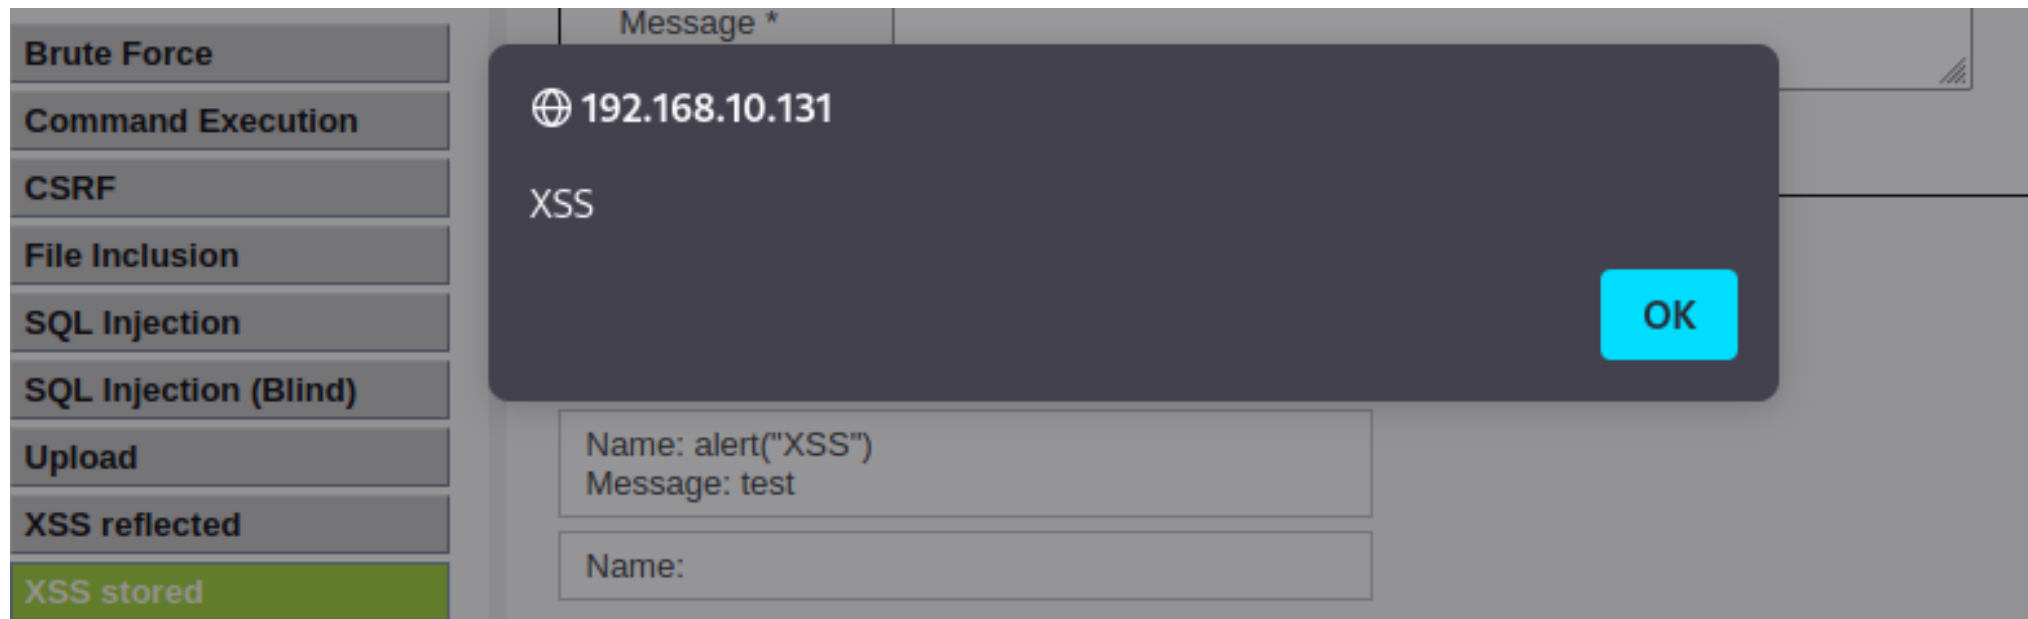 Brute Force
Command Execution
CSRF
File Inclusion
SQL Injection
SQL Injection (Blind)
Upload
XSS reflected
XSS stored
Message *
192.168.10.131
XSS
OK
Name: alert("XSS")
Message: test
Name: